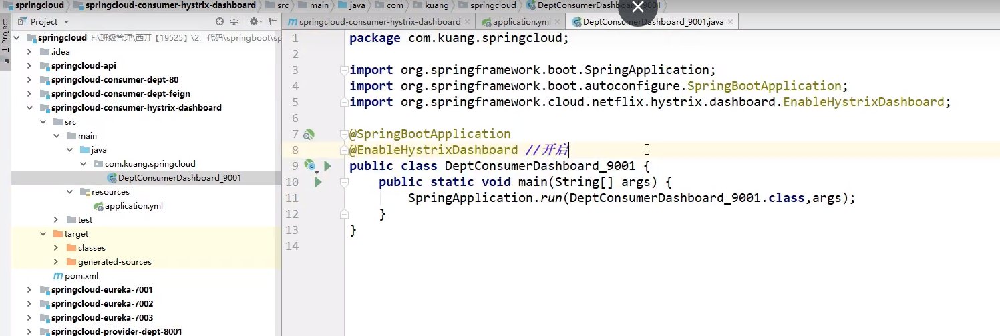 springcloud springcloud-consumer-hystrix-dashboard src main java com kuang springcloud DeptConsumerDashboard_9001
1: Project
Project
springcloud F:\班级管理\西开【19525】\2、代码\springboot\sp
.idea
springcloud-api
springcloud-consumer-dept-80
springcloud-consumer-dept-feign
springcloud-consumer-hystrix-dashboard
src
main
java
com.kuang.springcloud
DeptConsumerDashboard_9001
resources
application.yml
test
target
classes
generated-sources
pom.xml
springcloud-eureka-7001
springcloud-eureka-7002
springcloud-eureka-7003
springcloud-provider-dept-8001
springcloud-consumer-hystrix-dashboard application.yml DeptConsumerDashboard_9001.java
1 package com.kuang.springcloud;
2
3 import org.springframework.boot.SpringApplication;
4 import org.springframework.boot.autoconfigure.SpringBootApplication;
5 import org.springframework.cloud.netflix.hystrix.dashboard.EnableHystrixDashboard;
6
7 @SpringBootApplication
8 @EnableHystrixDashboard //开启
9 public class DeptConsumerDashboard_9001 {
10 public static void main(String[] args) {
11 SpringApplication.run(DeptConsumerDashboard_9001.class,args);
12 }
13 }
14